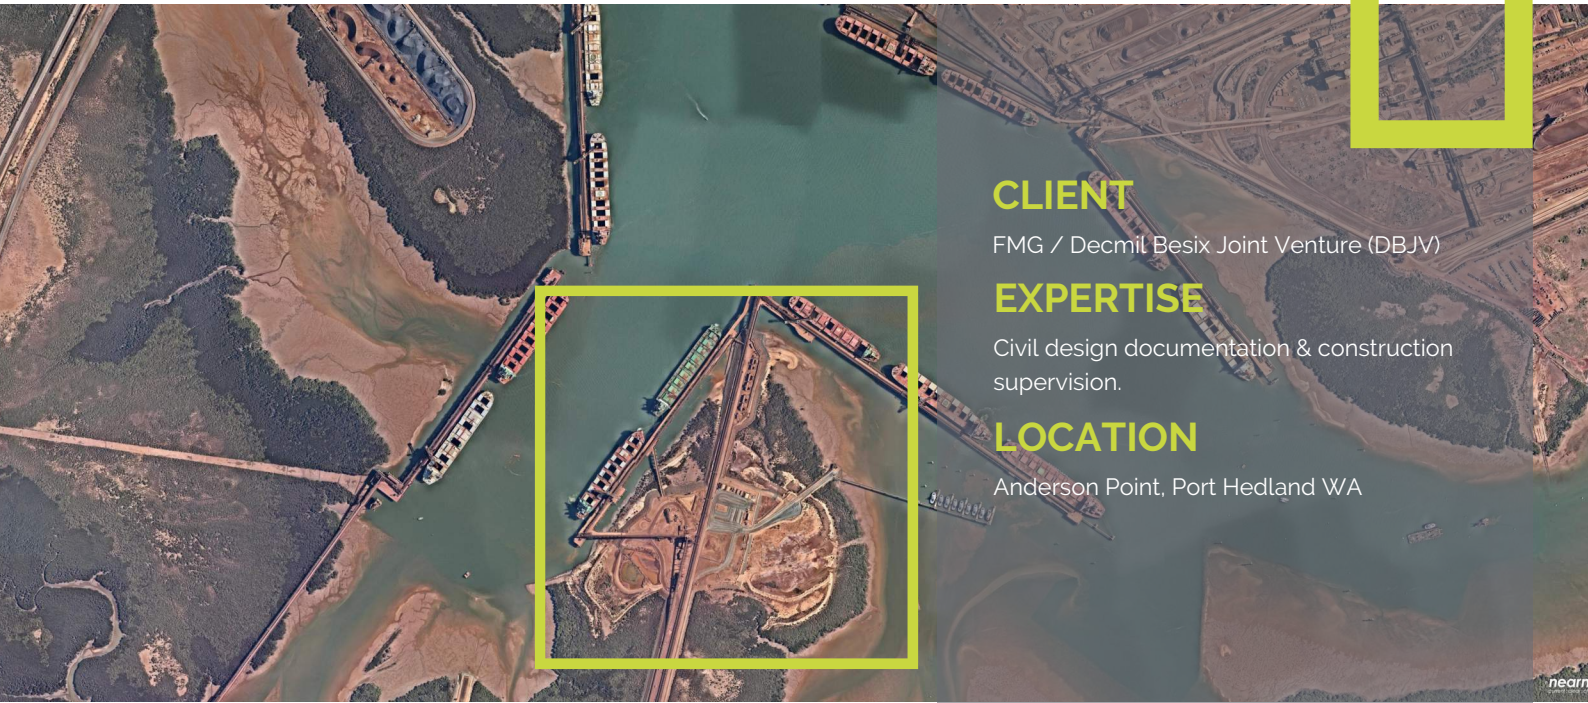 CLIENT
FMG / Decmil Besix Joint Venture (DBJV)
EXPERTISE
Civil design documentation & construction
supervision.
LOCATION
Anderson Point, Port Hedland WA
nearm